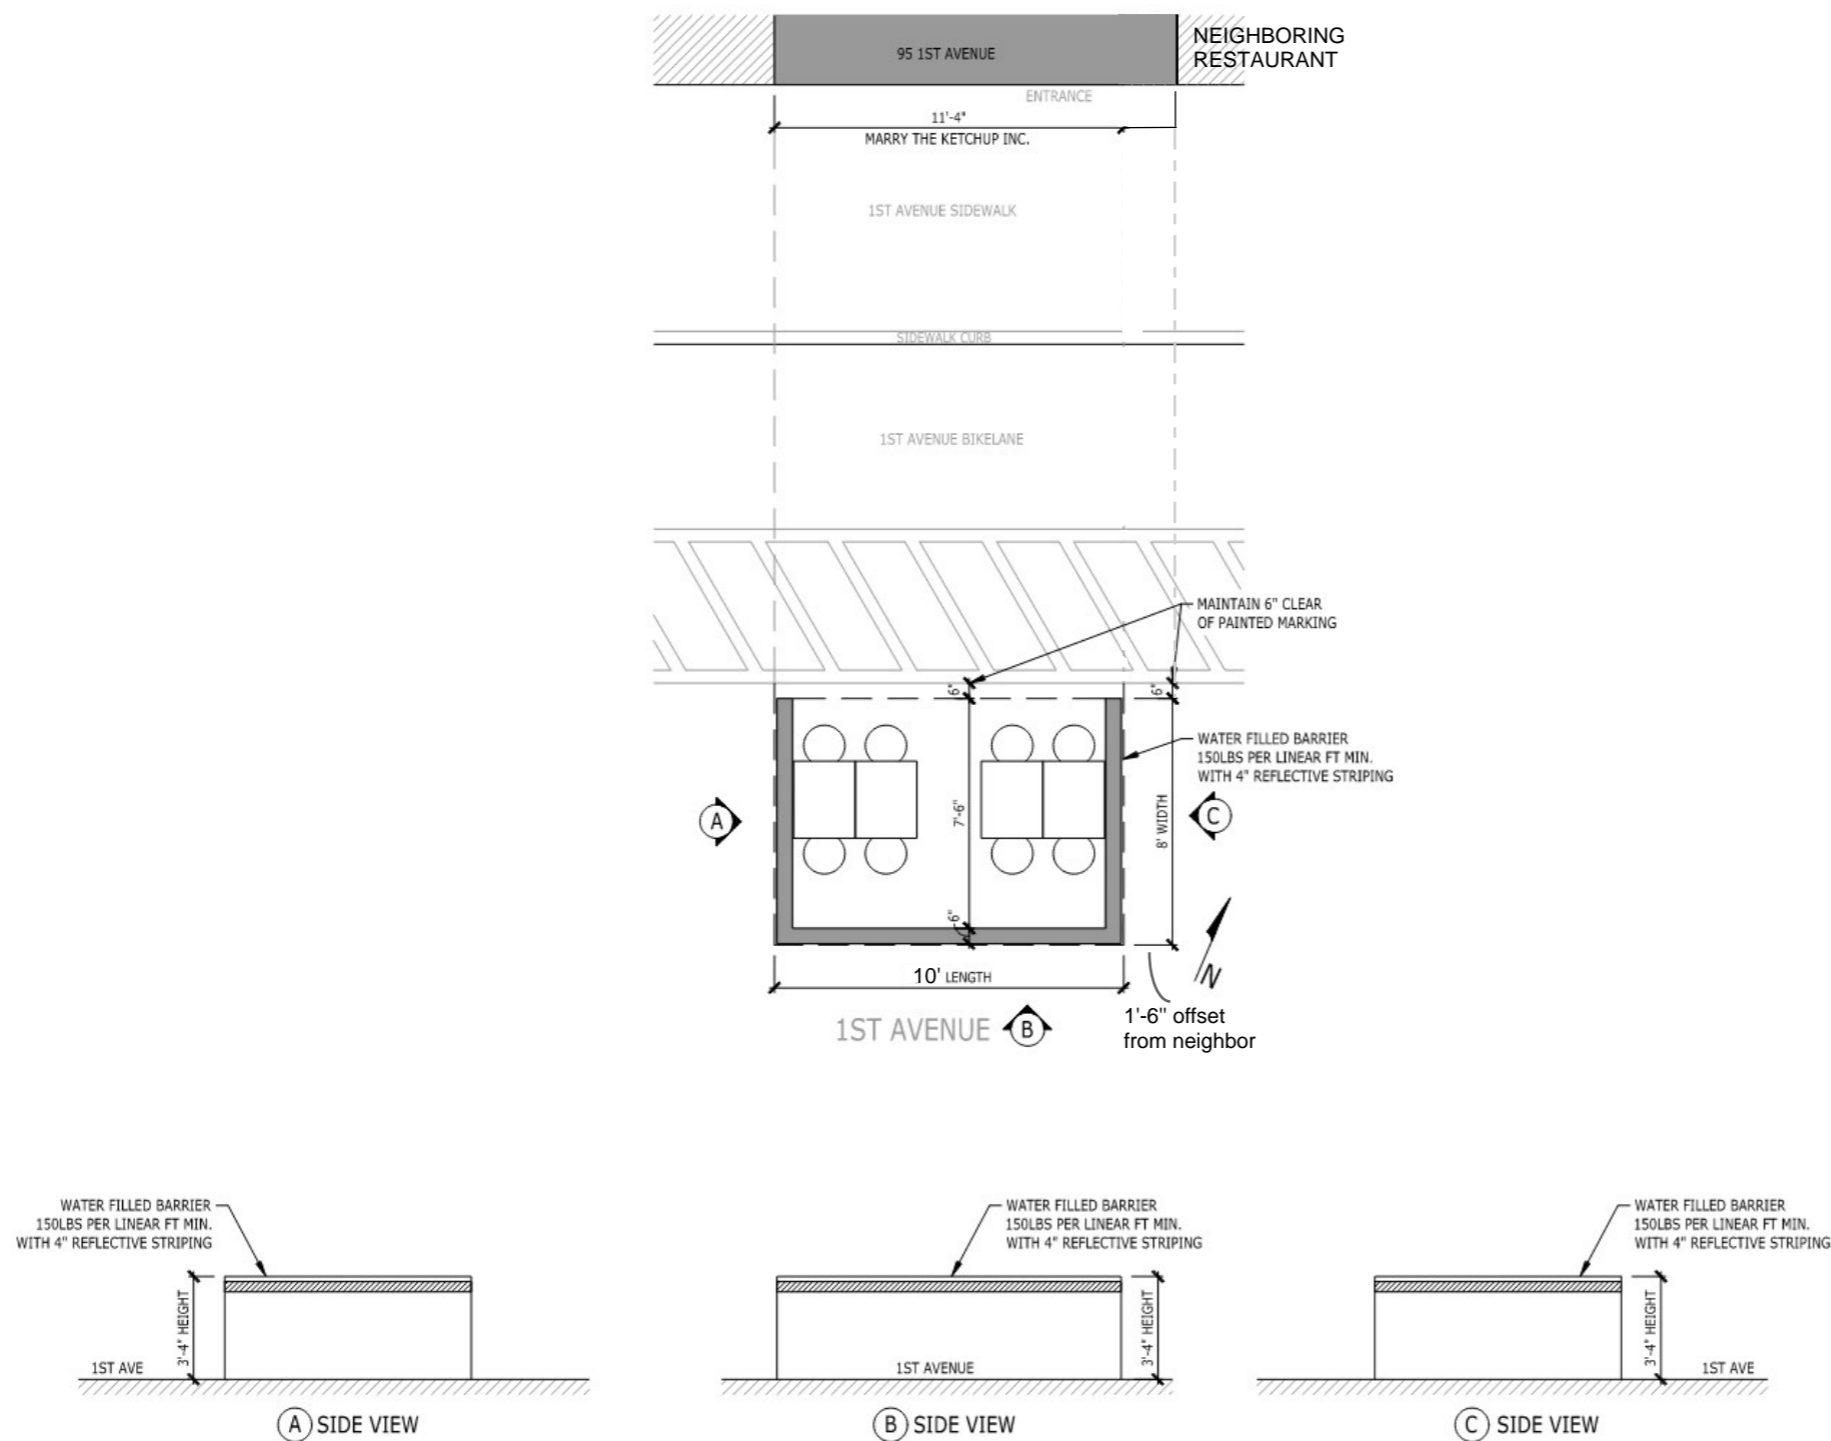 95 1ST AVENUE
NEIGHBORING
RESTAURANT
ENTRANCE
11'-4"
MARRY THE KETCHUP INC.
1ST AVENUE SIDEWALK
SIDEWALK CURB
1ST AVENUE BIKELANE
MAINTAIN 6" CLEAR
OF PAINTED MARKING
6"
6"
WATER FILLED BARRIER
150LBS PER LINEAR FT MIN.
WITH 4" REFLECTIVE STRIPING
A
7'-6"
8' WIDTH
C
6"
10' LENGTH
N
1'-6" offset
from neighbor
1ST AVENUE
B
WATER FILLED BARRIER
150LBS PER LINEAR FT MIN.
WITH 4" REFLECTIVE STRIPING
3'-4" HEIGHT
1ST AVE
A SIDE VIEW
WATER FILLED BARRIER
150LBS PER LINEAR FT MIN.
WITH 4" REFLECTIVE STRIPING
3'-4" HEIGHT
1ST AVENUE
B SIDE VIEW
WATER FILLED BARRIER
150LBS PER LINEAR FT MIN.
WITH 4" REFLECTIVE STRIPING
3'-4" HEIGHT
1ST AVE
C SIDE VIEW